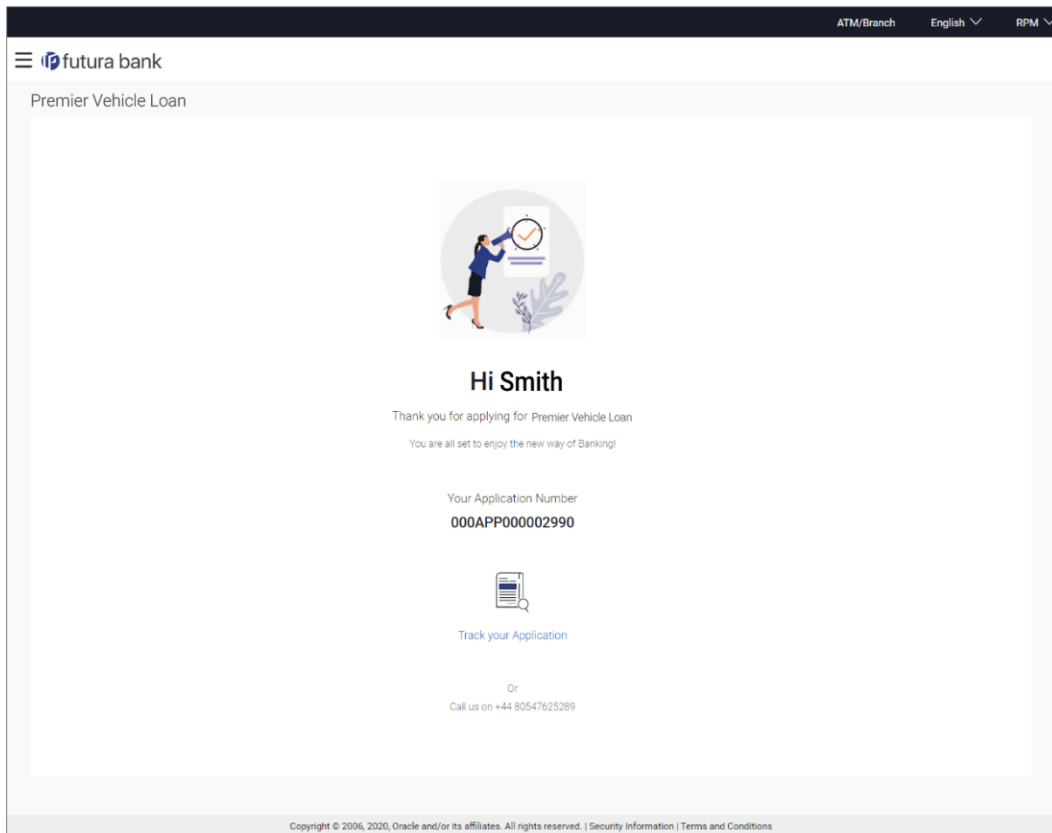 ATM/Branch English RPM
futura bank
Premier Vehicle Loan
Hi Smith
Thank you for applying for Premier Vehicle Loan
You are all set to enjoy the new way of Banking!
Your Application Number
000APP000002990
Track your Application
Or
Call us on +44 80547625289
Copyright © 2006, 2020, Oracle and/or its affiliates. All rights reserved. | Security Information | Terms and Conditions